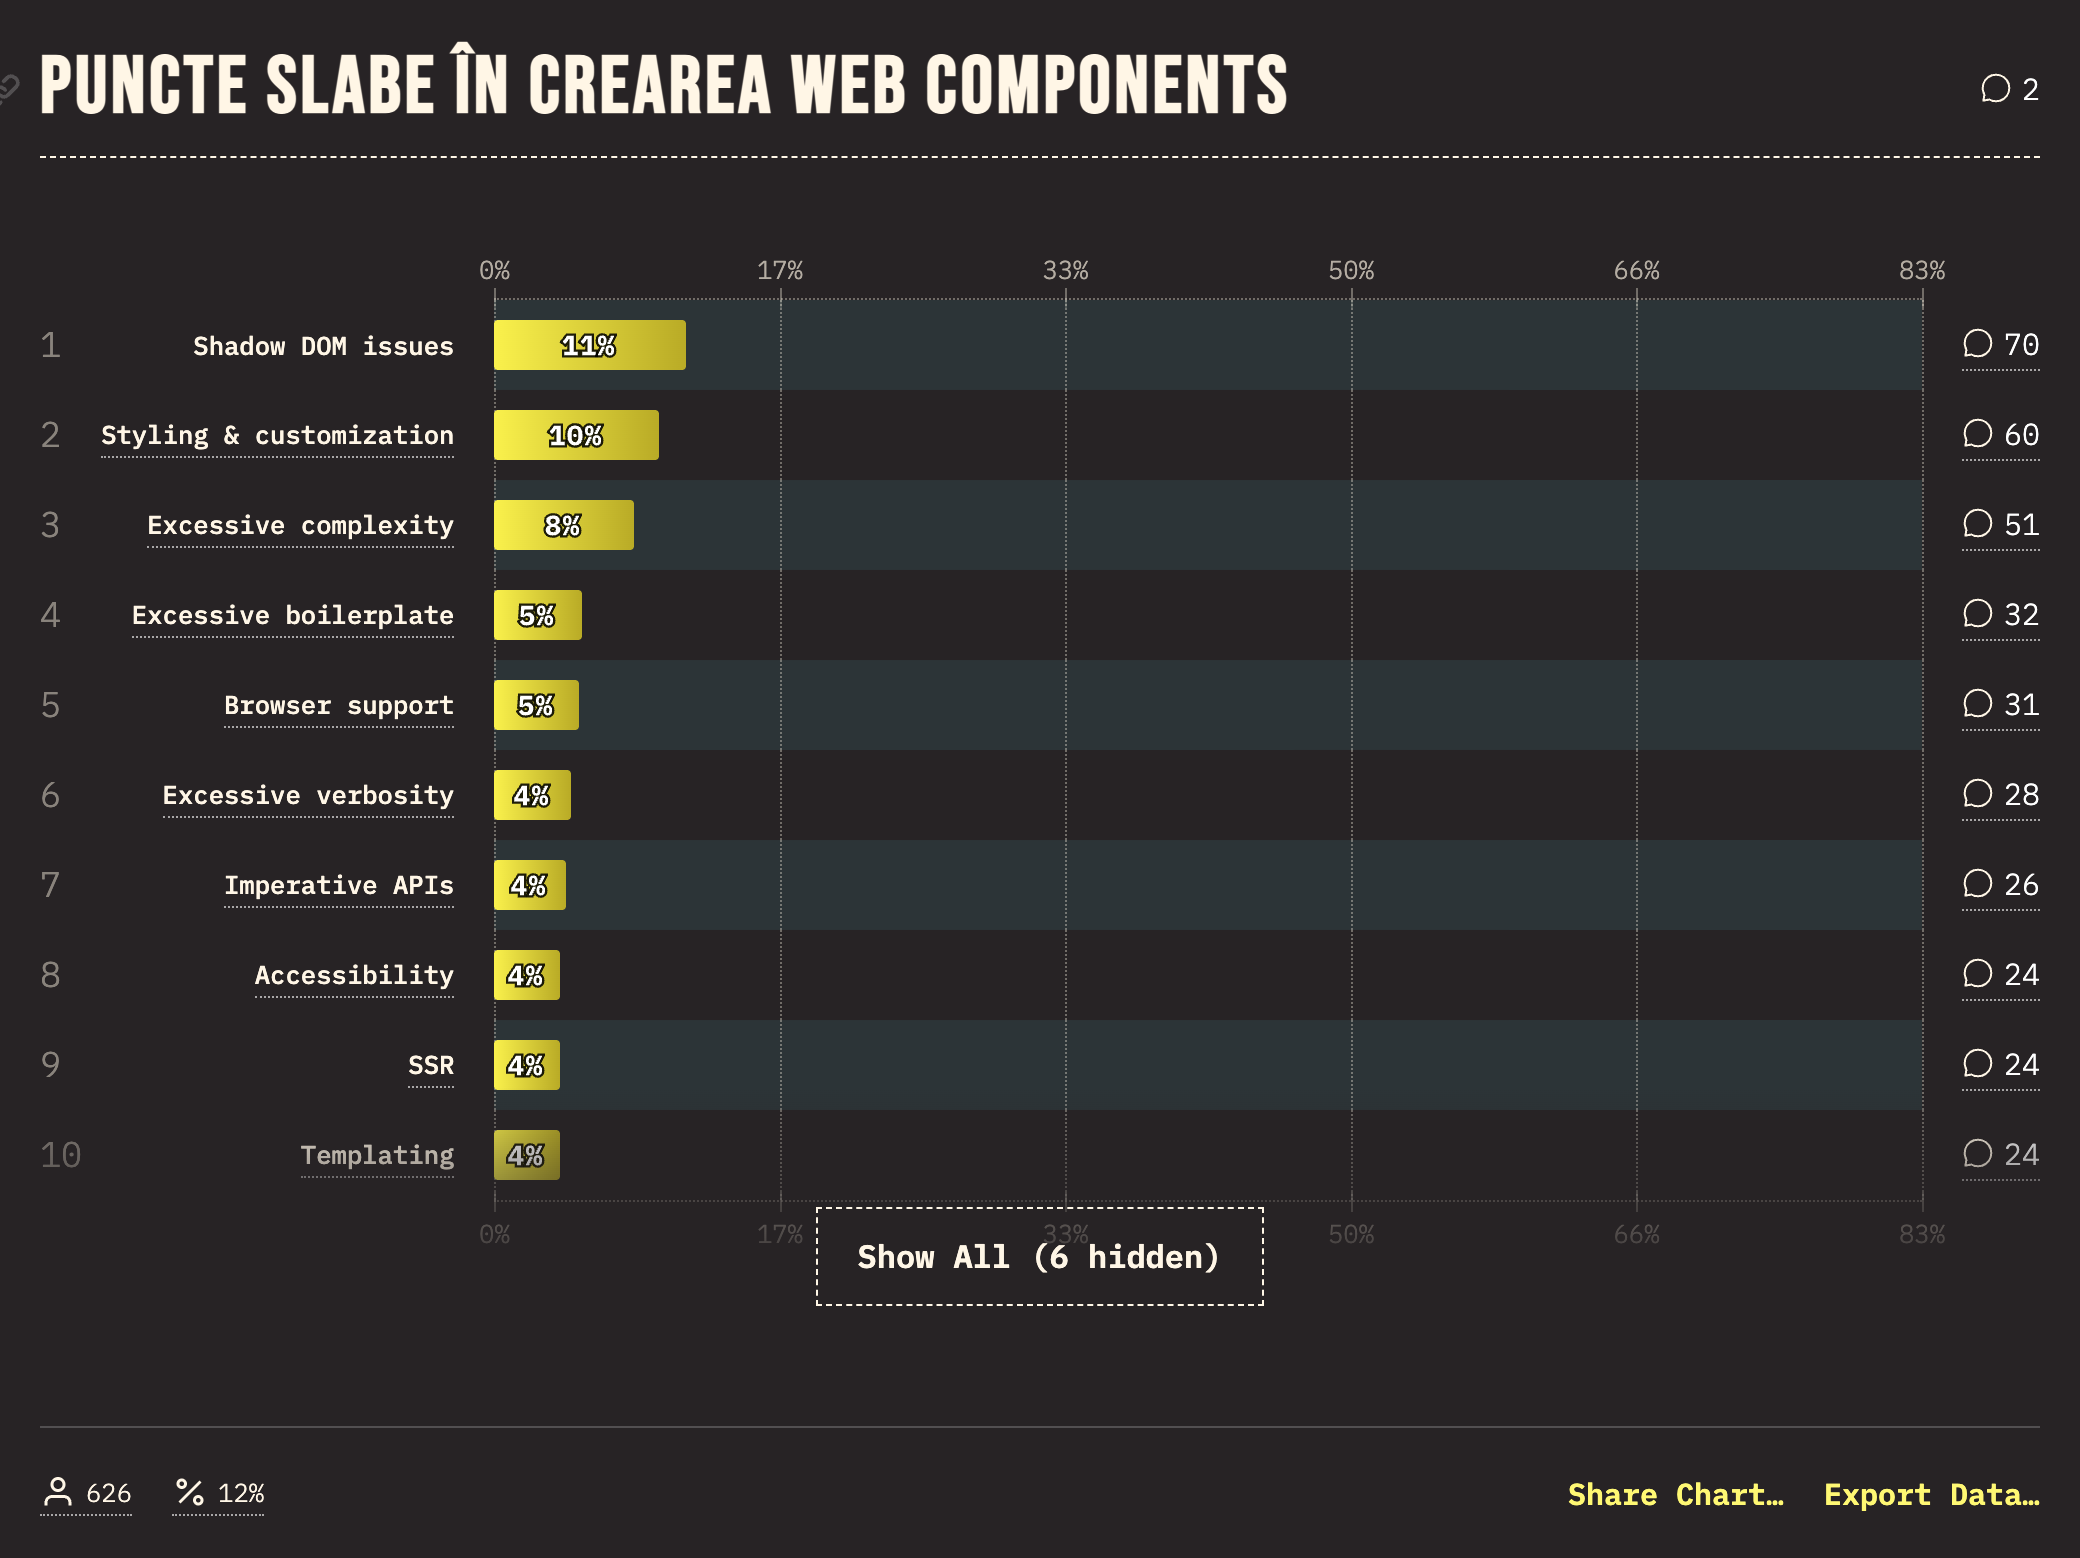 PUNCTE SLABE ÎN CREAREA WEB COMPONENTS 2
0% 17% 33% 50% 66% 83%
1 Shadow DOM issues 11% 70
2 Styling & customization 10% 60
3 Excessive complexity 8% 51
4 Excessive boilerplate 5% 32
5 Browser support 5% 31
6 Excessive verbosity 4% 28
7 Imperative APIs 4% 26
8 Accessibility 4% 24
9 SSR 4% 24
10 Templating 4% 24
0% 17% 33% 50% 66% 83%
Show All (6 hidden)
626 % 12% Share Chart… Export Data…